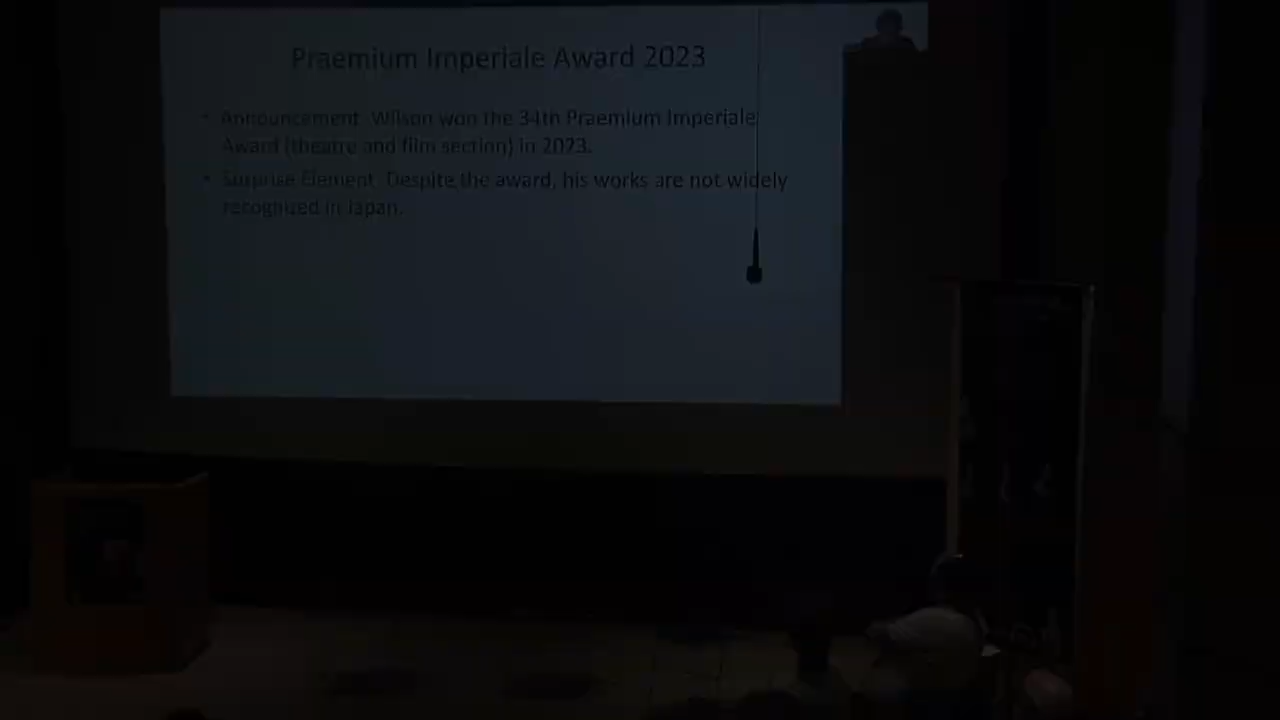 Praemium Imperiale Award 2023
• Announcement: Wilson won the 34th Praemium Imperiale
Award (theatre and film section) in 2023.
• Surprise Element: Despite the award, his works are not widely
recognized in Japan.